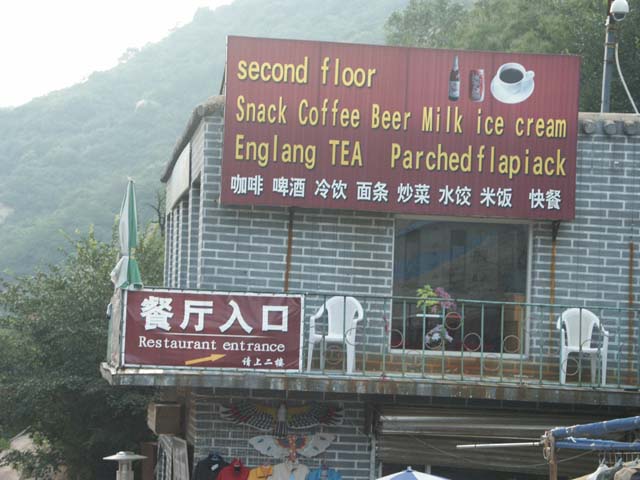 second floor
Snack Coffee Beer Milk ice cream
Englang TEA Parchedflapiack
咖啡 啤酒 冷饮 面条 炒菜 水饺 米饭 快餐
餐厅入口
Restaurant entrance
请上二楼